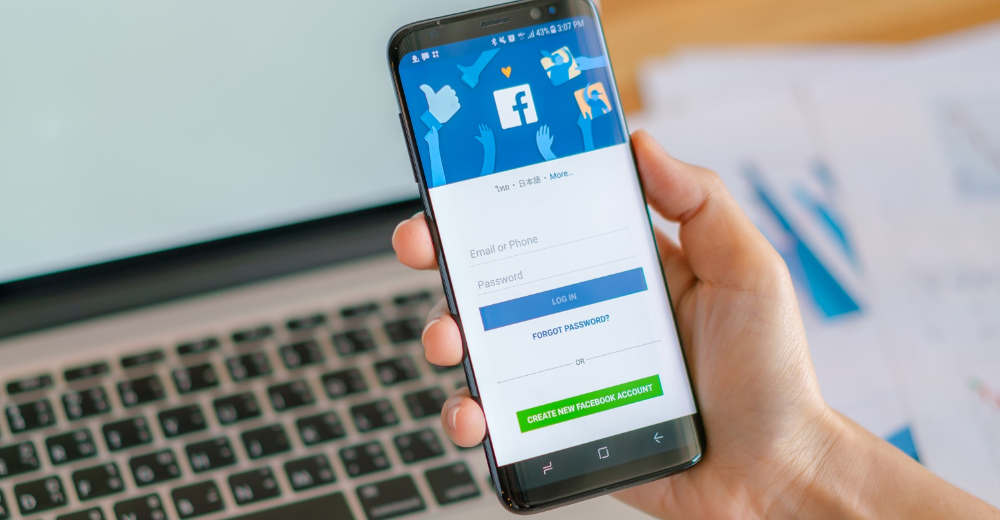 43% 3:07 PM
f
ไทย · 日本語 · More...
Email or Phone
Password
LOG IN
FORGOT PASSWORD?
OR
CREATE NEW FACEBOOK ACCOUNT